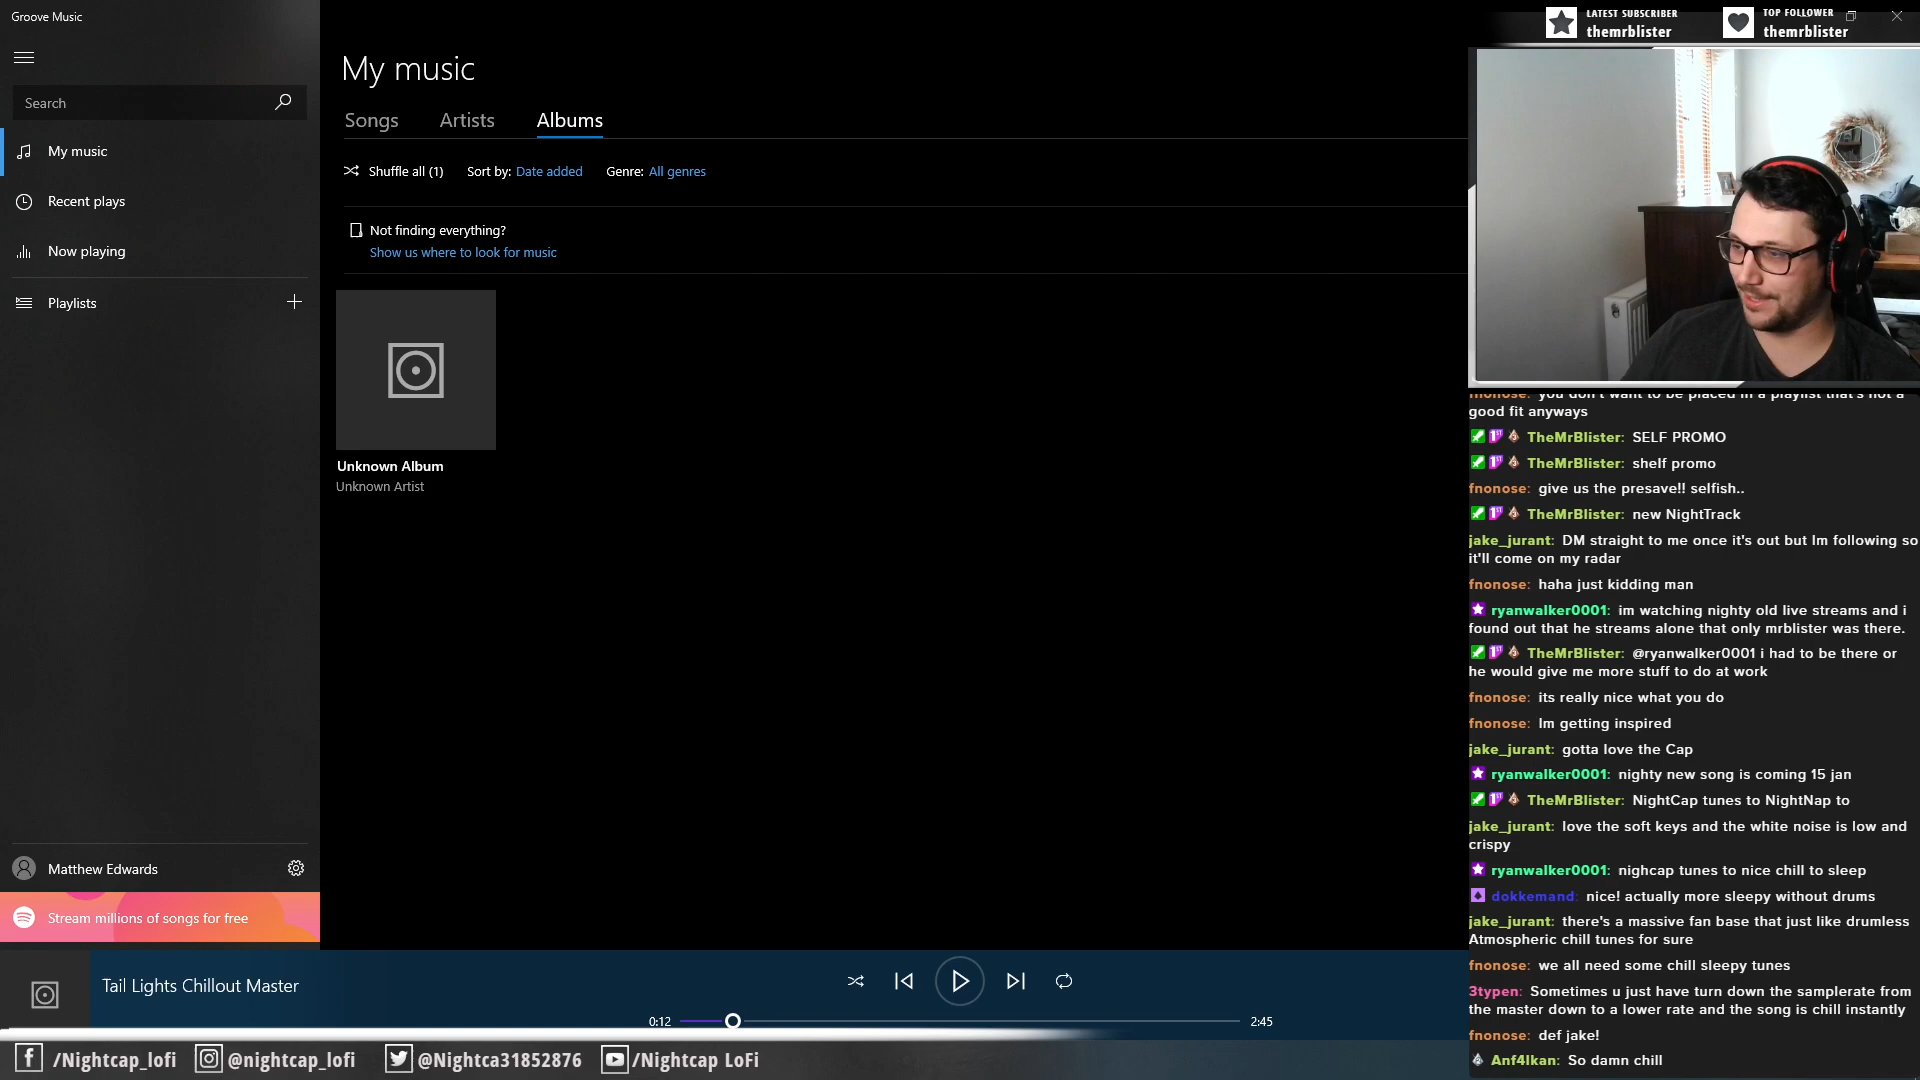 Groove Music
Search
My music
Recent plays
Now playing
Playlists
Matthew Edwards
Stream millions of songs for free
My music
Songs Artists Albums
Shuffle all (1) Sort by: Date added Genre: All genres
Not finding everything?
Show us where to look for music
Unknown Album
Unknown Artist
Tail Lights Chillout Master
0:12 2:45
/Nightcap_lofi @nightcap_lofi @Nightca31852876 /Nightcap LoFi
LATEST SUBSCRIBER
themrblister
TOP FOLLOWER
themrblister
fnonose: you don't want to be placed in a playlist that's not a
good fit anyways
TheMrBlister: SELF PROMO
TheMrBlister: shelf promo
fnonose: give us the presave!! selfish..
TheMrBlister: new NightTrack
jake_jurant: DM straight to me once it's out but Im following so
it'll come on my radar
fnonose: haha just kidding man
ryanwalker0001: im watching nighty old live streams and i
found out that he streams alone that only mrblister was there.
TheMrBlister: @ryanwalker0001 i had to be there or
he would give me more stuff to do at work
fnonose: its really nice what you do
fnonose: Im getting inspired
jake_jurant: gotta love the Cap
ryanwalker0001: nighty new song is coming 15 jan
TheMrBlister: NightCap tunes to NightNap to
jake_jurant: love the soft keys and the white noise is low and
crispy
ryanwalker0001: nighcap tunes to nice chill to sleep
dokkemand: nice! actually more sleepy without drums
jake_jurant: there's a massive fan base that just like drumless
Atmospheric chill tunes for sure
fnonose: we all need some chill sleepy tunes
3typen: Sometimes u just have turn down the samplerate from
the master down to a lower rate and the song is chill instantly
fnonose: def jake!
Anf4lkan: So damn chill